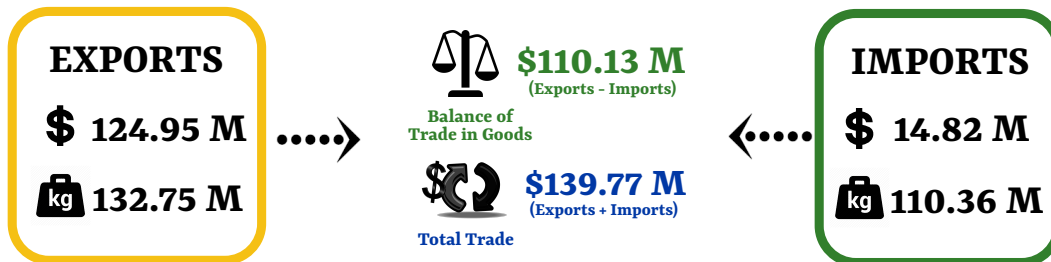 EXPORTS
$ 124.95 M
kg 132.75 M
$110.13 M
(Exports - Imports)
Balance of
Trade in Goods
$
$139.77 M
(Exports + Imports)
Total Trade
IMPORTS
$ 14.82 M
kg 110.36 M